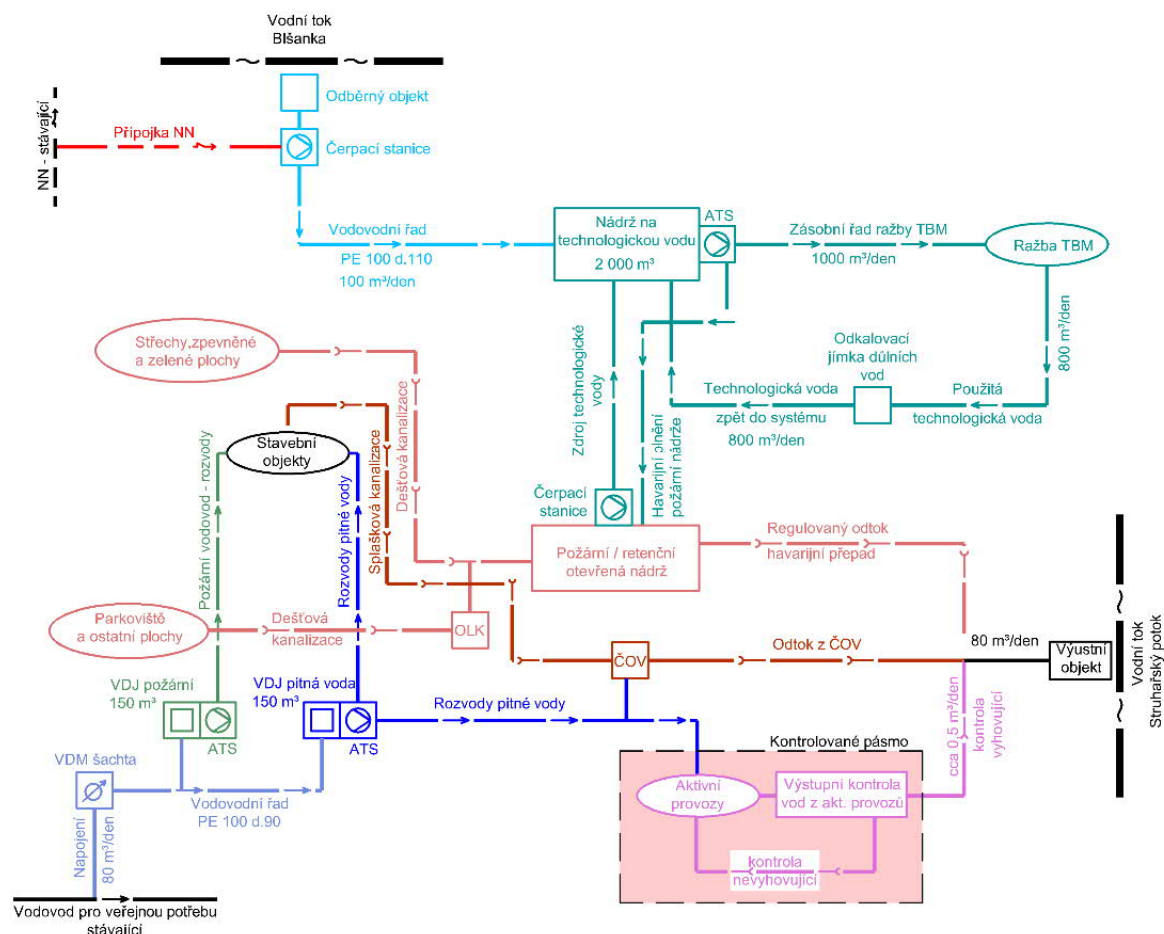 Vodní tok
Blšanka
Odběrný objekt
NN - stávající
Přípojka NN
Čerpací stanice
Vodovodní řad
PE 100 d.110
100 m³/den
Nádrž na
technologickou vodu
2 000 m³
ATS
Zásobní řad ražby TBM
1000 m³/den
Ražba TBM
800 m³/den
Odkalovací
jímka důlních
vod
Použitá
technologická voda
Technologická voda
zpět do systému
800 m³/den
Zdroj technologické
vody
Havarijní plnění
požární nádrže
Střechy,zpevněné
a zelené plochy
Dešťová kanalizace
Stavební
objekty
Splašková kanalizace
Požární vodovod - rozvody
Rozvody pitné vody
Čerpací
stanice
Požární / retenční
otevřená nádrž
Regulovaný odtok
havarijní přepad
Parkoviště
a ostatní plochy
Dešťová
kanalizace
OLK
ČOV
Odtok z ČOV
80 m³/den
Výustní
objekt
Vodní tok
Struhařský potok
VDJ požární
150 m³
ATS
VDJ pitná voda
150 m³
ATS
Rozvody pitné vody
cca 0,5 m³/den
kontrola
vyhovující
Kontrolované pásmo
Aktivní
provozy
Výstupní kontrola
vod z akt. provozů
kontrola
nevyhovující
VDM šachta
Vodovodní řad
PE 100 d.90
Napojení
80 m³/den
Vodovod pro veřejnou potřebu
stávající